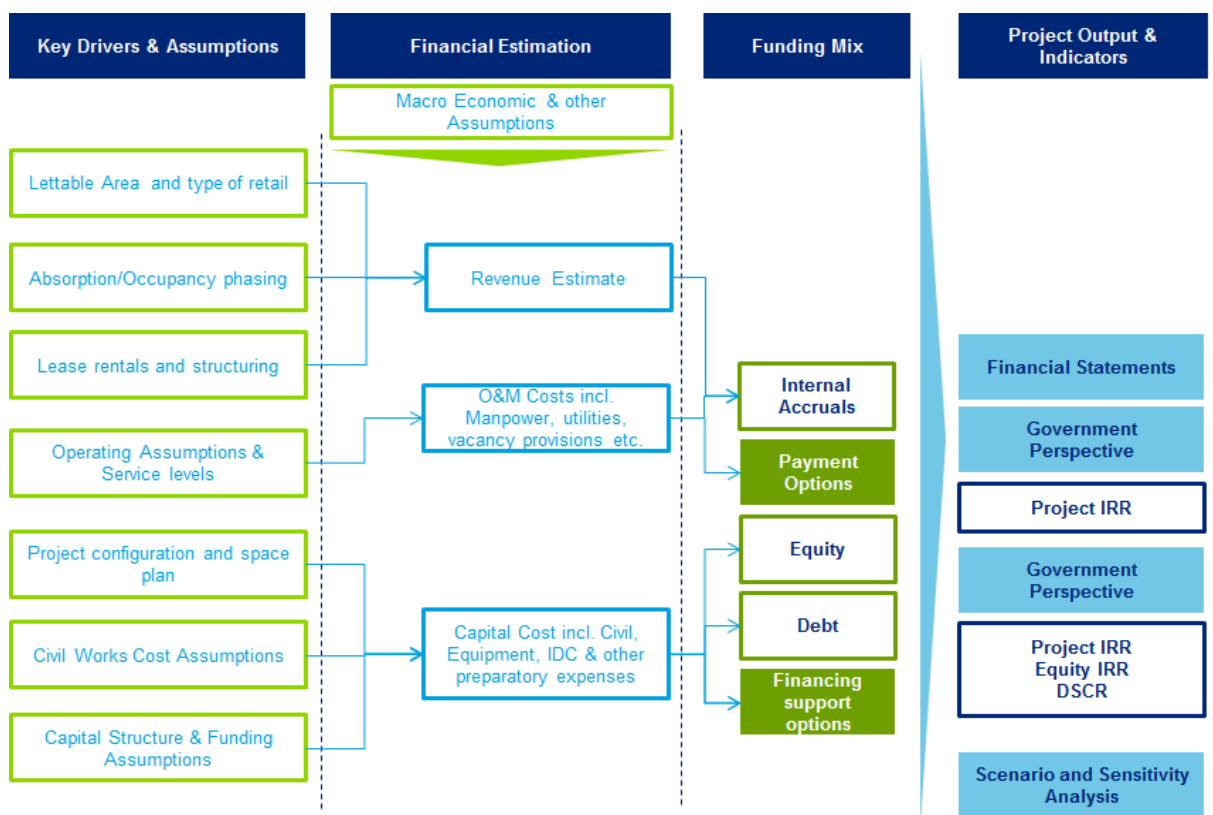 Key Drivers & Assumptions
Financial Estimation
Funding Mix
Project Output &
Indicators
Macro Economic & other
Assumptions
Lettable Area and type of retail
Absorption/Occupancy phasing
Lease rentals and structuring
Operating Assumptions &
Service levels
Project configuration and space
plan
Civil Works Cost Assumptions
Capital Structure & Funding
Assumptions
Revenue Estimate
O&M Costs incl.
Manpower, utilities,
vacancy provisions etc.
Capital Cost incl. Civil,
Equipment, IDC & other
preparatory expenses
Internal
Accruals
Payment
Options
Equity
Debt
Financing
support
options
Financial Statements
Government
Perspective
Project IRR
Government
Perspective
Project IRR
Equity IRR
DSCR
Scenario and Sensitivity
Analysis